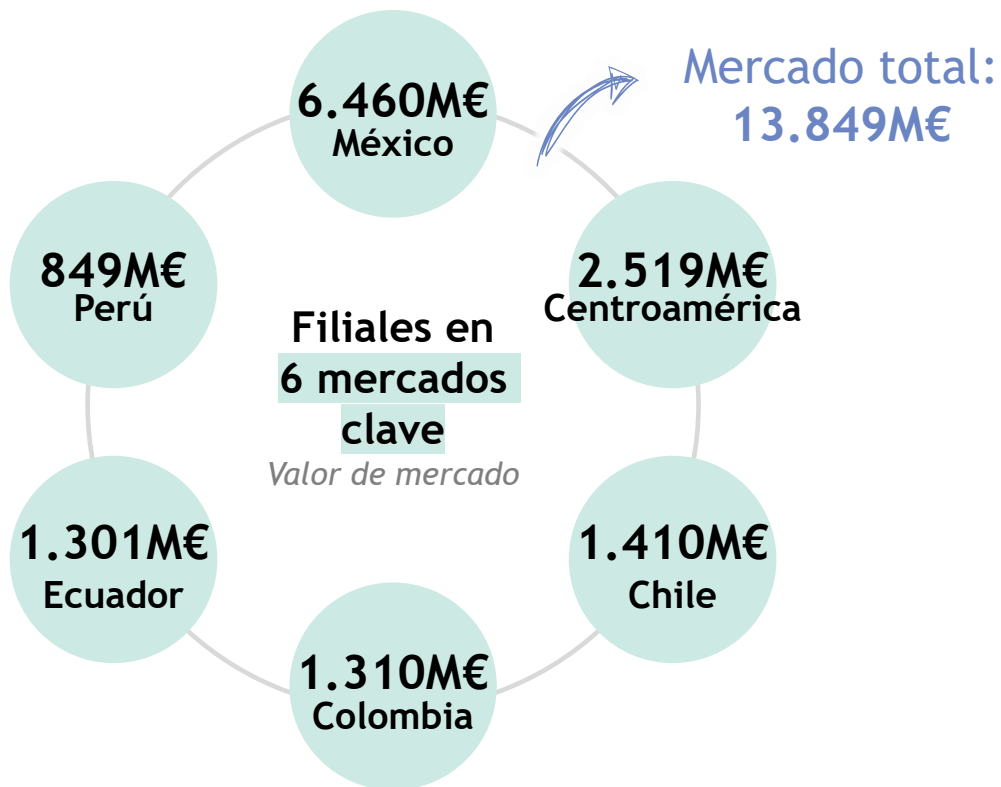 Mercado total:
13.849M€
6.460M€
México
2.519M€
Centroamérica
1.410M€
Chile
1.310M€
Colombia
1.301M€
Ecuador
849M€
Perú
Filiales en
6 mercados
clave
Valor de mercado